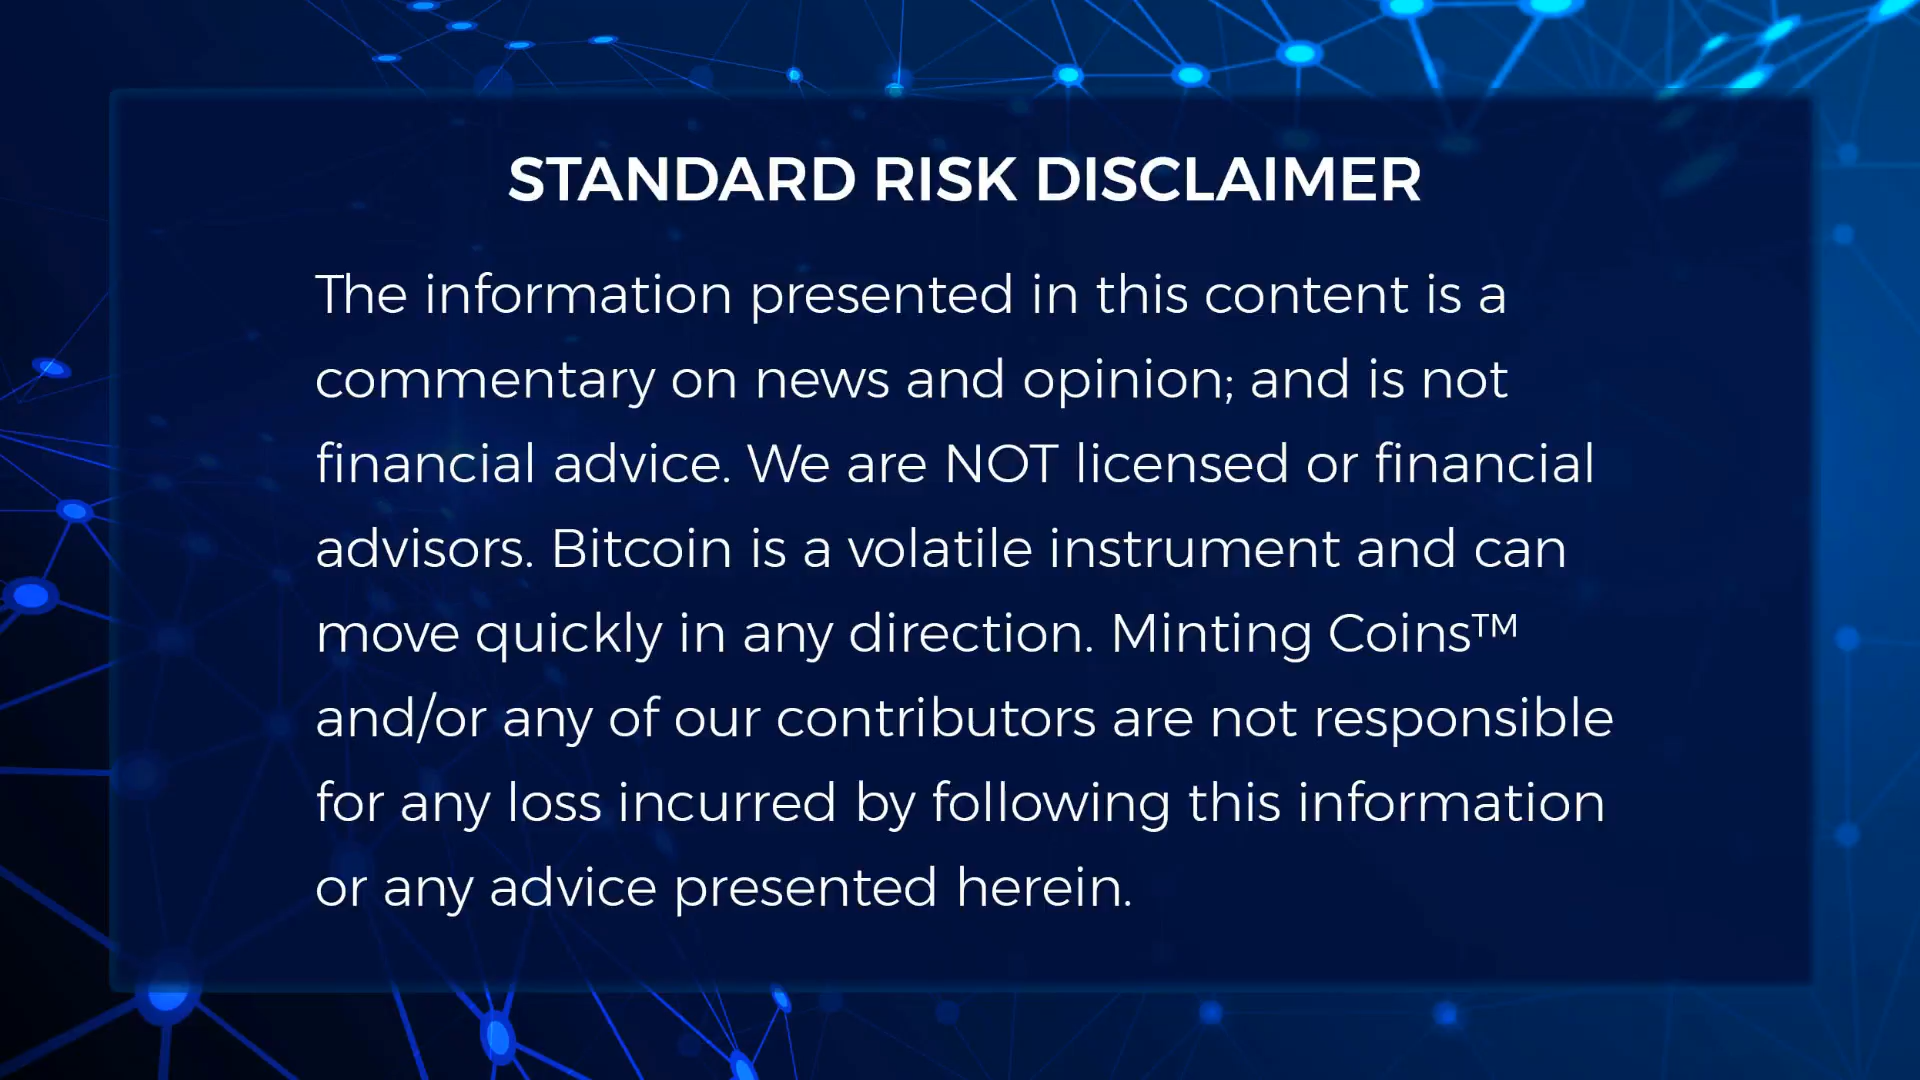 STANDARD RISK DISCLAIMER
The information presented in this content is a
commentary on news and opinion; and is not
financial advice. We are NOT licensed or financial
advisors. Bitcoin is a volatile instrument and can
move quickly in any direction. Minting Coins™
and/or any of our contributors are not responsible
for any loss incurred by following this information
or any advice presented herein.